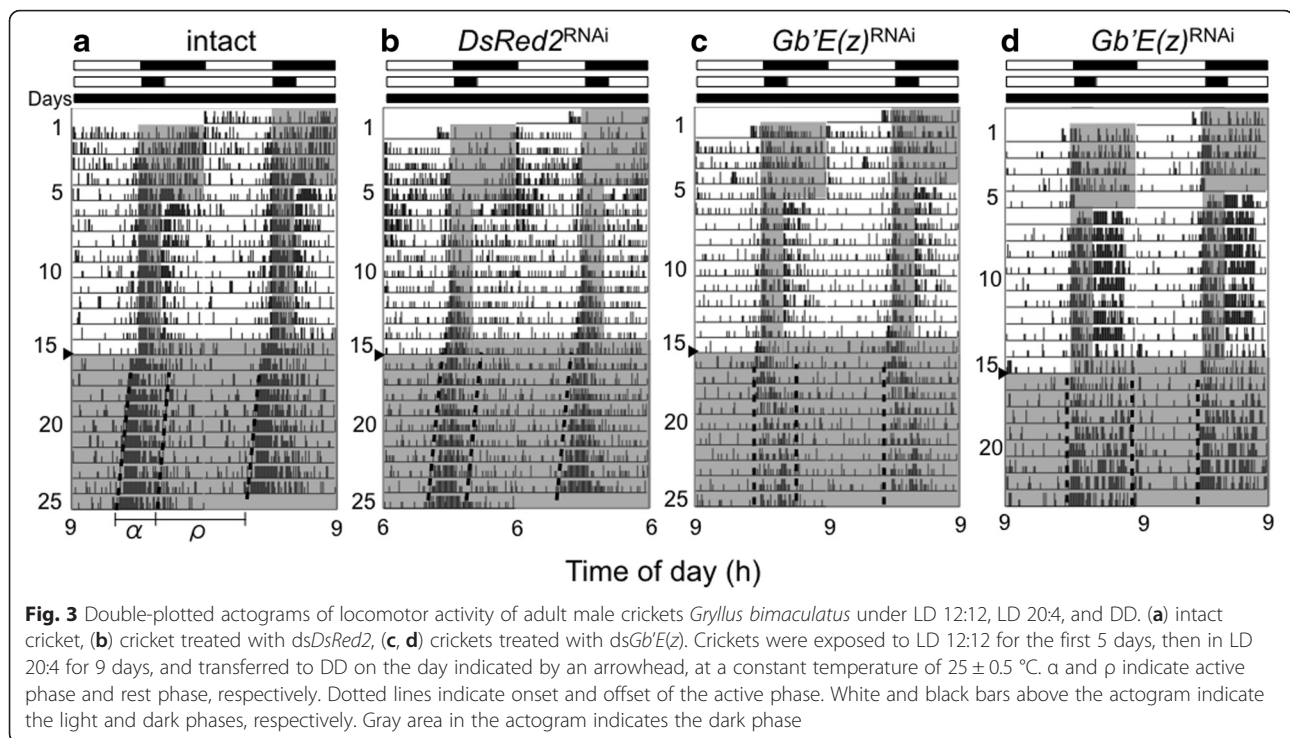 a b c d
intact DsRed2RNAi Gb'E(z)RNAi Gb'E(z)RNAi
Days
1 1 1 1
5 5 5 5
10 10 10 10
15 15 15 15
20 20 20 20
25 25 25
9 9 6 6 6 9 9 9 9 9 9
α ρ
Time of day (h)
Fig. 3 Double-plotted actograms of locomotor activity of adult male crickets Gryllus bimaculatus under LD 12:12, LD 20:4, and DD. (a) intact
cricket, (b) cricket treated with dsDsRed2, (c, d) crickets treated with dsGb'E(z). Crickets were exposed to LD 12:12 for the first 5 days, then in LD
20:4 for 9 days, and transferred to DD on the day indicated by an arrowhead, at a constant temperature of 25 ± 0.5 °C. α and ρ indicate active
phase and rest phase, respectively. Dotted lines indicate onset and offset of the active phase. White and black bars above the actogram indicate
the light and dark phases, respectively. Gray area in the actogram indicates the dark phase